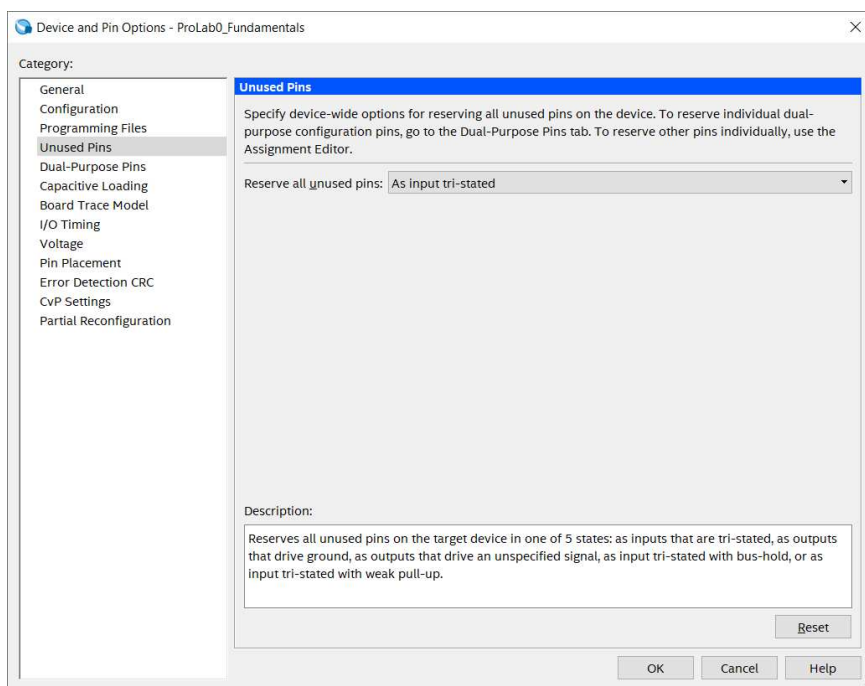 Device and Pin Options - ProLab0_Fundamentals
Category:
General
Configuration
Programming Files
Unused Pins
Dual-Purpose Pins
Capacitive Loading
Board Trace Model
I/O Timing
Voltage
Pin Placement
Error Detection CRC
CvP Settings
Partial Reconfiguration
Unused Pins
Specify device-wide options for reserving all unused pins on the device. To reserve individual dual-
purpose configuration pins, go to the Dual-Purpose Pins tab. To reserve other pins individually, use the
Assignment Editor.
Reserve all unused pins: As input tri-stated
Description:
Reserves all unused pins on the target device in one of 5 states: as inputs that are tri-stated, as outputs
that drive ground, as outputs that drive an unspecified signal, as input tri-stated with bus-hold, or as
input tri-stated with weak pull-up.
Reset
OK Cancel Help